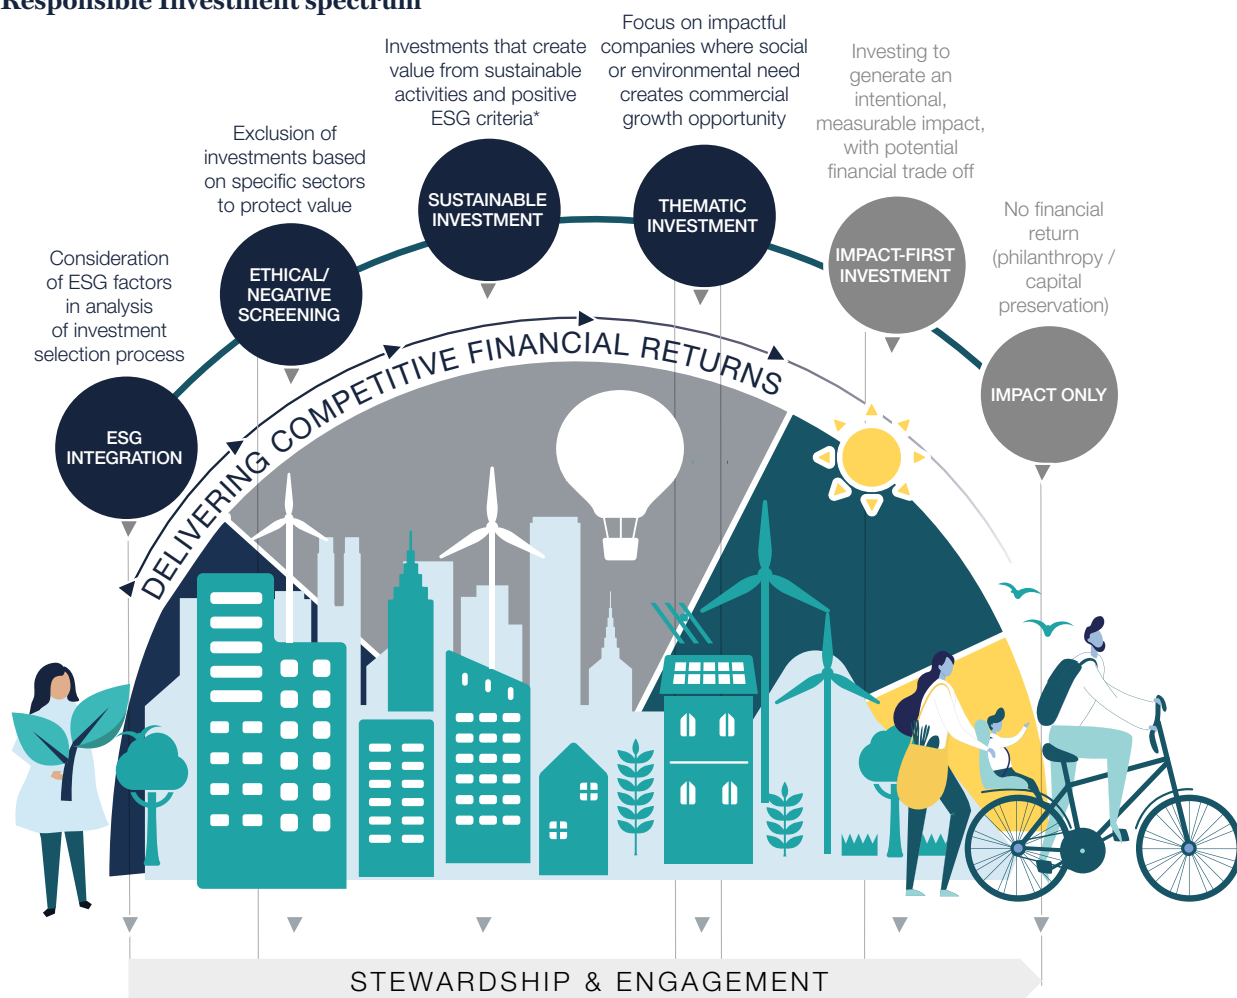 Responsible Investment spectrum
Consideration
of ESG factors
in analysis
of investment
selection process
ESG
INTEGRATION
Exclusion of
investments based
on specific sectors
to protect value
ETHICAL/
NEGATIVE
SCREENING
Investments that create
value from sustainable
activities and positive
ESG criteria*
SUSTAINABLE
INVESTMENT
Focus on impactful
companies where social
or environmental need
creates commercial
growth opportunity
THEMATIC
INVESTMENT
Investing to
generate an
intentional,
measurable impact,
with potential
financial trade off
IMPACT-FIRST
INVESTMENT
No financial
return
(philanthropy /
capital
preservation)
IMPACT ONLY
DELIVERING COMPETITIVE FINANCIAL RETURNS
STEWARDSHIP & ENGAGEMENT